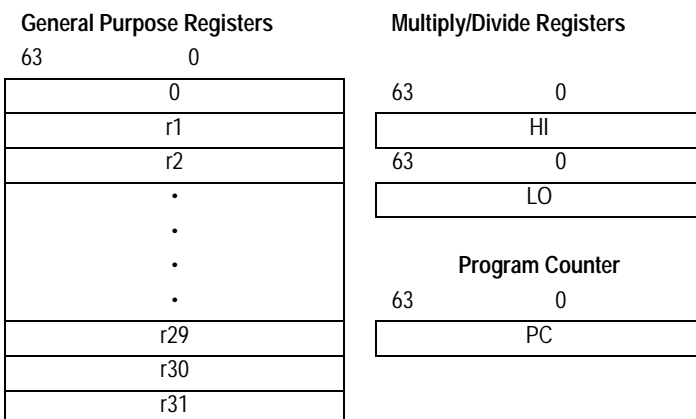 General Purpose Registers
63 0
0
r1
r2
•
•
•
•
r29
r30
r31
Multiply/Divide Registers
63 0
HI
63 0
LO
Program Counter
63 0
PC